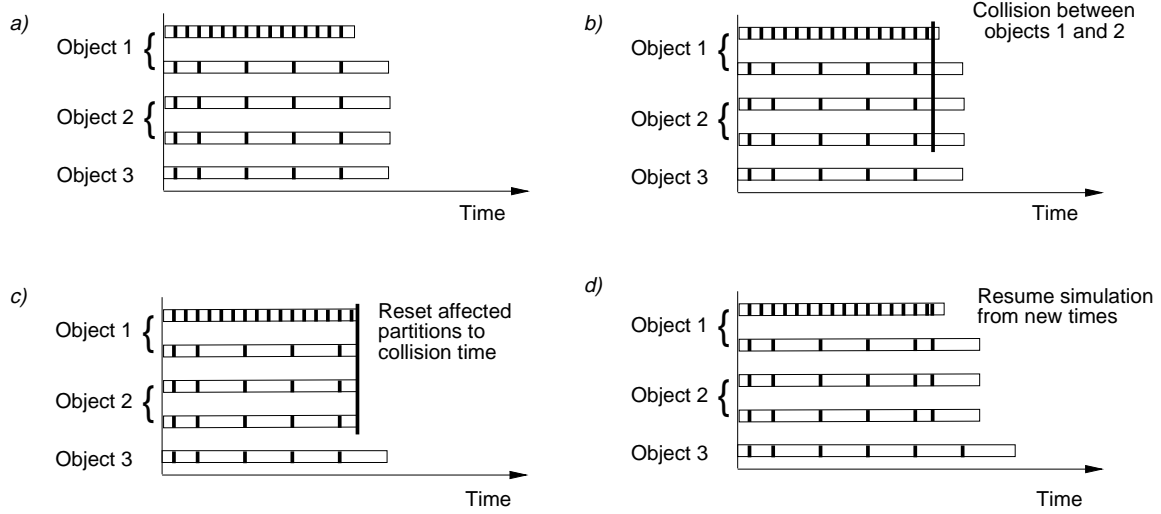 a)
Object 1 {
Object 2 {
Object 3
Time
b)
Collision between
objects 1 and 2
Object 1 {
Object 2 {
Object 3
Time
c)
Reset affected
partitions to
collision time
Object 1 {
Object 2 {
Object 3
Time
d)
Resume simulation
from new times
Object 1 {
Object 2 {
Object 3
Time